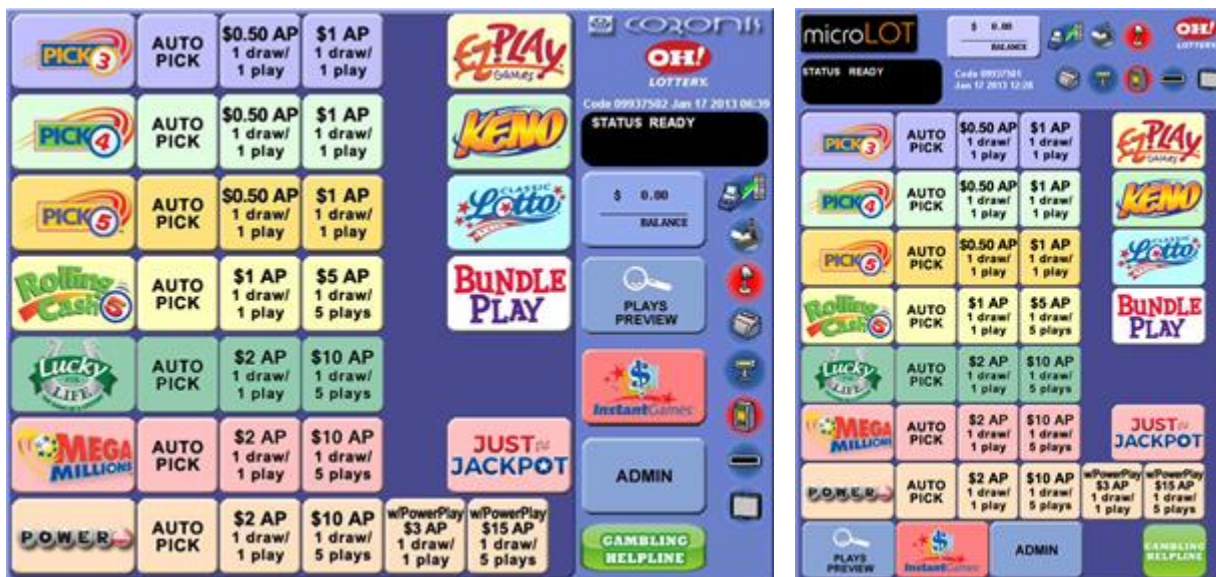 PICK 3
AUTO
PICK
$0.50 AP
1 draw/
1 play
$1 AP
1 draw/
1 play
EZPLAY
GAMES
PICK 4
AUTO
PICK
$0.50 AP
1 draw/
1 play
$1 AP
1 draw/
1 play
KENO
PICK 5
AUTO
PICK
$0.50 AP
1 draw/
1 play
$1 AP
1 draw/
1 play
CLASSIC
Lotto
Rolling
Cash 5
AUTO
PICK
$1 AP
1 draw/
1 play
$5 AP
1 draw/
5 plays
BUNDLE
PLAY
Lucky
FOR
LIFE
AUTO
PICK
$2 AP
1 draw/
1 play
$10 AP
1 draw/
5 plays
MEGA
MILLIONS
AUTO
PICK
$2 AP
1 draw/
1 play
$10 AP
1 draw/
5 plays
JUST the
JACKPOT
POWER
AUTO
PICK
$2 AP
1 draw/
1 play
$10 AP
1 draw/
5 plays
w/PowerPlay
$3 AP
1 draw/
1 play
w/PowerPlay
$15 AP
1 draw/
5 plays
CORONIS
OH!
LOTTERY.
Code 09937502 Jan 17 2013 06:39
STATUS READY
$ 0.00
BALANCE
PLAYS
PREVIEW
$
InstantGames
ADMIN
GAMBLING
HELPLINE
microLOT
$ 0.00
BALANCE
OH!
LOTTERY
STATUS READY
Code 09937501
Jan 17 2013 12:28
PICK 3
AUTO
PICK
$0.50 AP
1 draw/
1 play
$1 AP
1 draw/
1 play
EZPLAY
GAMES
PICK 4
AUTO
PICK
$0.50 AP
1 draw/
1 play
$1 AP
1 draw/
1 play
KENO
PICK 5
AUTO
PICK
$0.50 AP
1 draw/
1 play
$1 AP
1 draw/
1 play
CLASSIC
Lotto
Rolling
Cash 5
AUTO
PICK
$1 AP
1 draw/
1 play
$5 AP
1 draw/
5 plays
BUNDLE
PLAY
Lucky
FOR
LIFE
AUTO
PICK
$2 AP
1 draw/
1 play
$10 AP
1 draw/
5 plays
MEGA
MILLIONS
AUTO
PICK
$2 AP
1 draw/
1 play
$10 AP
1 draw/
5 plays
JUST the
JACKPOT
POWER
AUTO
PICK
$2 AP
1 draw/
1 play
$10 AP
1 draw/
5 plays
w/PowerPlay
$3 AP
1 draw/
1 play
w/PowerPlay
$15 AP
1 draw/
5 plays
PLAYS
PREVIEW
$
InstantGames
ADMIN
GAMBLING
HELPLINE